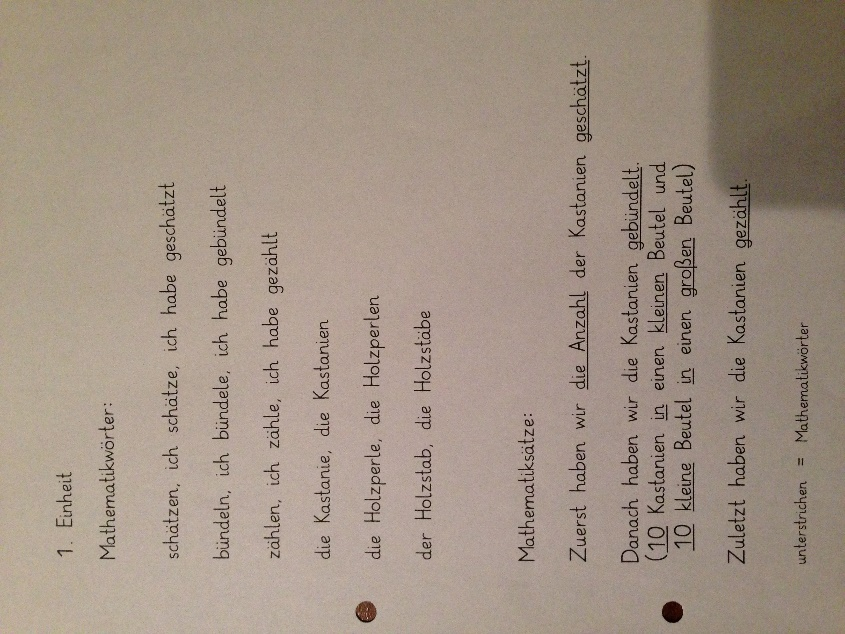 1. Einheit
Mathematikwörter:
schätzen, ich schätze, ich habe geschätzt
bündeln, ich bündele, ich habe gebündelt
zählen, ich zähle, ich habe gezählt
die Kastanie, die Kastanien
die Holzperle, die Holzperlen
der Holzstab, die Holzstäbe
Mathematiksätze:
Zuerst haben wir die Anzahl der Kastanien geschätzt.
Danach haben wir die Kastanien gebündelt.
(10 Kastanien in einen kleinen Beutel und
10 kleine Beutel in einen großen Beutel)
Zuletzt haben wir die Kastanien gezählt.
unterstrichen = Mathematikwörter